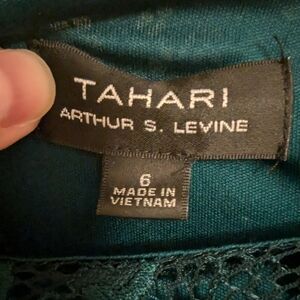 TAHARI
ARTHUR S. LEVINE
6
MADE IN
VIETNAM